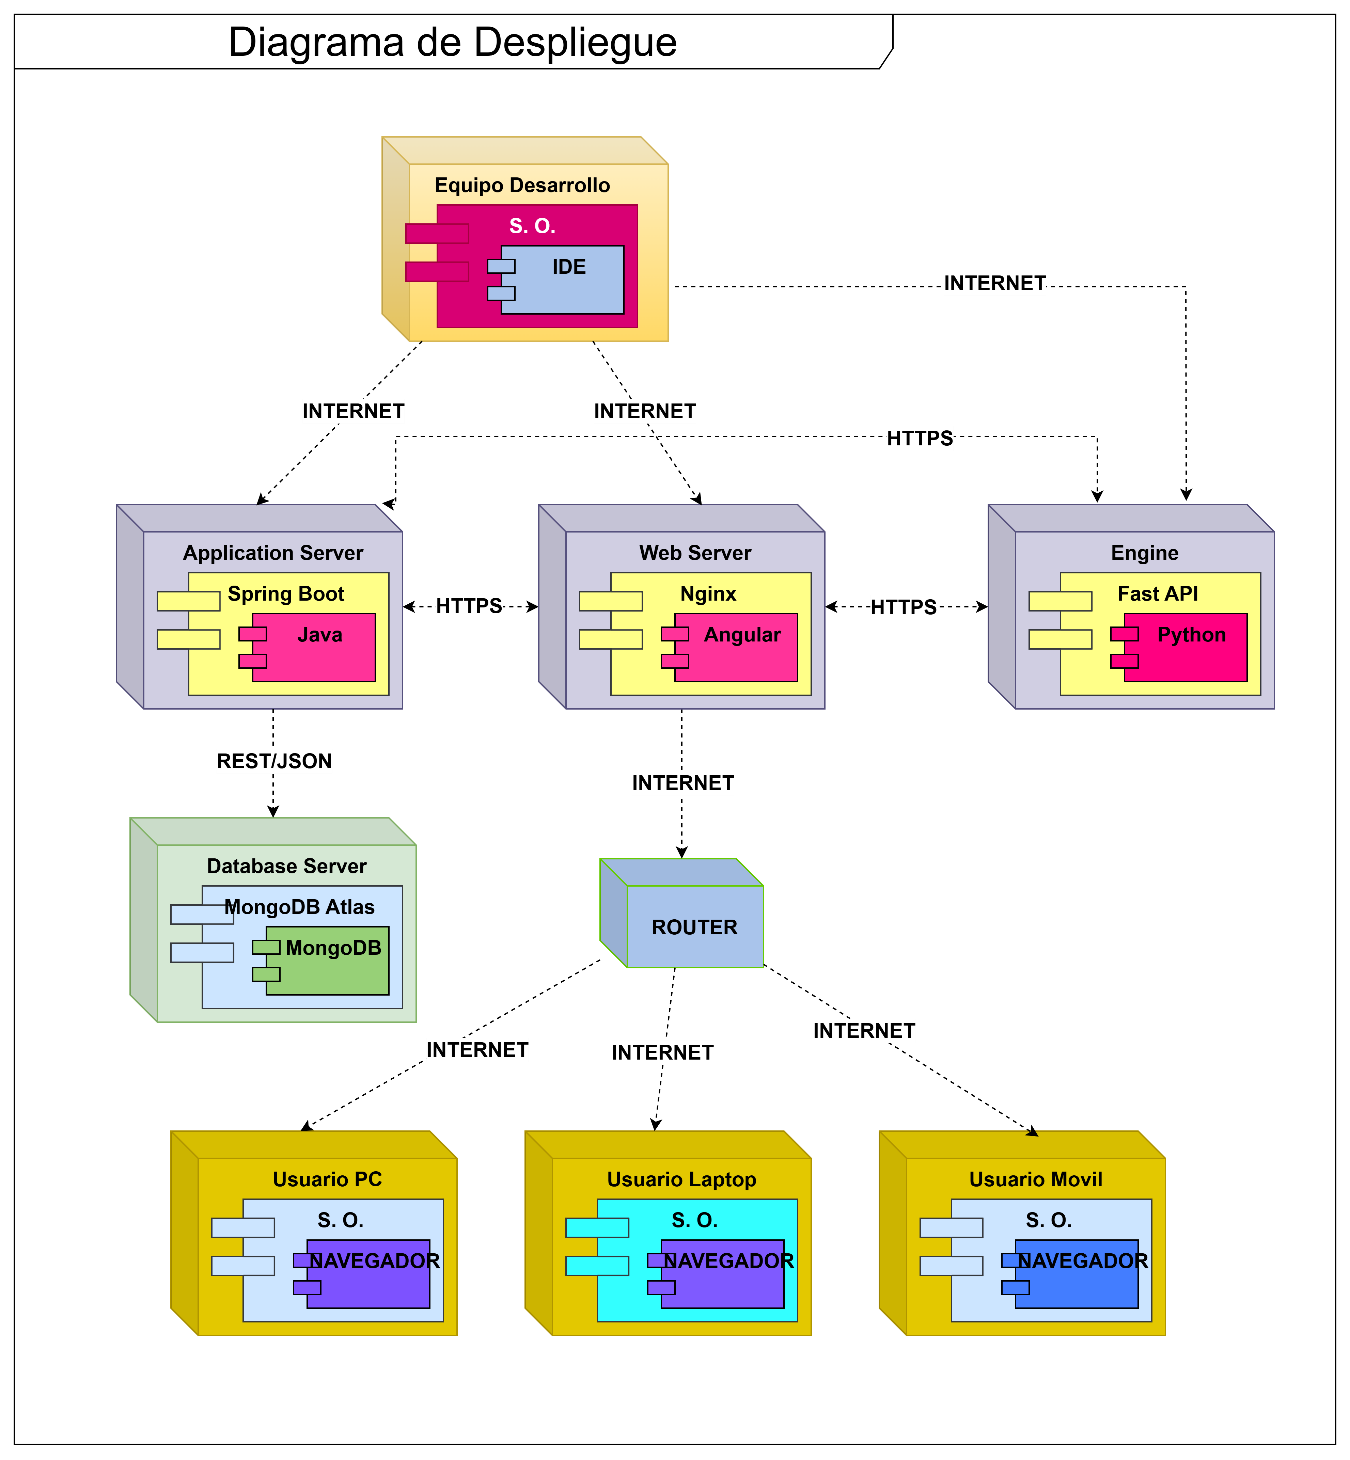 Diagrama de Despliegue
Equipo Desarrollo
S. O.
IDE
INTERNET
INTERNET
INTERNET
HTTPS
Application Server
Spring Boot
Java
HTTPS
Web Server
Nginx
Angular
HTTPS
Engine
Fast API
Python
REST/JSON
INTERNET
Database Server
MongoDB Atlas
MongoDB
ROUTER
INTERNET
INTERNET
INTERNET
Usuario PC
S. O.
NAVEGADOR
Usuario Laptop
S. O.
NAVEGADOR
Usuario Movil
S. O.
NAVEGADOR